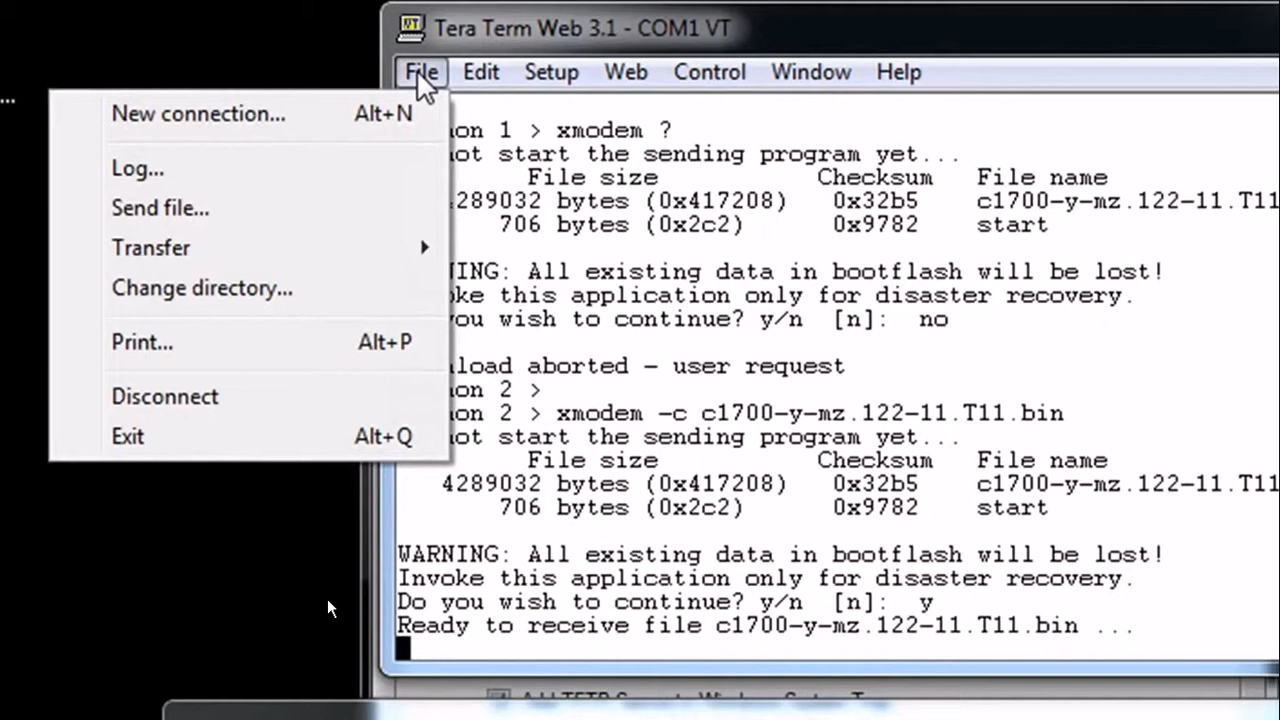 Tera Term Web 3.1 - COM1 VT
File Edit Setup Web Control Window Help
...
New connection... Alt+N
Log...
Send file...
Transfer
Change directory...
Print... Alt+P
Disconnect
Exit Alt+Q
on 1 > xmodem ?
not start the sending program yet...
File size Checksum File name
289032 bytes (0x417208) 0x32b5 c1700-y-mz.122-11.T11
706 bytes (0x2c2) 0x9782 start
NING: All existing data in bootflash will be lost!
oke this application only for disaster recovery.
you wish to continue? y/n [n]: no
load aborted - user request
on 2 >
on 2 > xmodem -c c1700-y-mz.122-11.T11.bin
not start the sending program yet...
File size Checksum File name
4289032 bytes (0x417208) 0x32b5 c1700-y-mz.122-11.T11
706 bytes (0x2c2) 0x9782 start
WARNING: All existing data in bootflash will be lost!
Invoke this application only for disaster recovery.
Do you wish to continue? y/n [n]: y
Ready to receive file c1700-y-mz.122-11.T11.bin ...